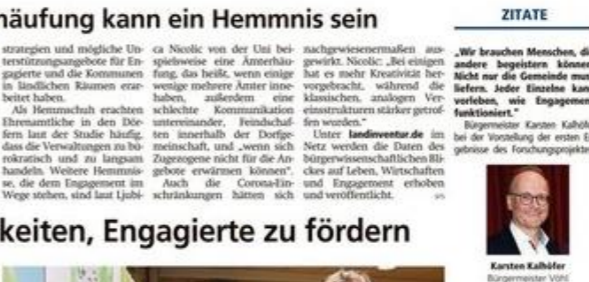 häufung kann ein Hemmnis sein
strategien und mögliche Un-
terstützungsangebote für En-
gagierte und die Kommunen
in ländlichen Räumen erar-
beitet haben.
Als Hemmschuh erachten
Ehrenamtliche in den Dör-
fern laut der Studie häufig,
dass die Verwaltungen zu bü-
rokratisch und zu langsam
handeln. Weitere Hemmnis-
se, die dem Engagement im
Wege stehen, sind laut Ljubi-
ca Nicolic von der Uni bei-
spielsweise eine Ämterhäu-
fung, das heißt, wenn einige
wenige mehrere Ämter inne-
haben, außerdem eine
schlechte Kommunikation
untereinander, Feindschaf-
ten innerhalb der Dorfge-
meinschaft, und „wenn sich
Zugezogene nicht für die An-
gebote erwärmen können“.
Auch die Corona-Ein-
schränkungen hätten sich
nachgewiesenermaßen aus-
gewirkt. Nicolic: „Bei einigen
hat es mehr Kreativität her-
vorgebracht, während die
klassischen, analogen Ver-
einsstrukturen stärker getrof-
fen wurden.“
Unter landinventur.de im
Netz werden die Daten des
bürgerwissenschaftlichen Bli-
ckes auf Leben, Wirtschaften
und Engagement erhoben
und veröffentlicht.
keiten, Engagierte zu fördern
ZITATE
„Wir brauchen Menschen, di
andere begeistern könne
Nicht nur die Gemeinde mus
liefern. Jeder Einzelne kan
vorleben, wie Engagemen
funktioniert.“
Bürgermeister Karsten Kalhöf
bei der Vorstellung der ersten E
gebnisse des Forschungsprojekte
Karsten Kalhöfer
Bürgermeister Vöhl